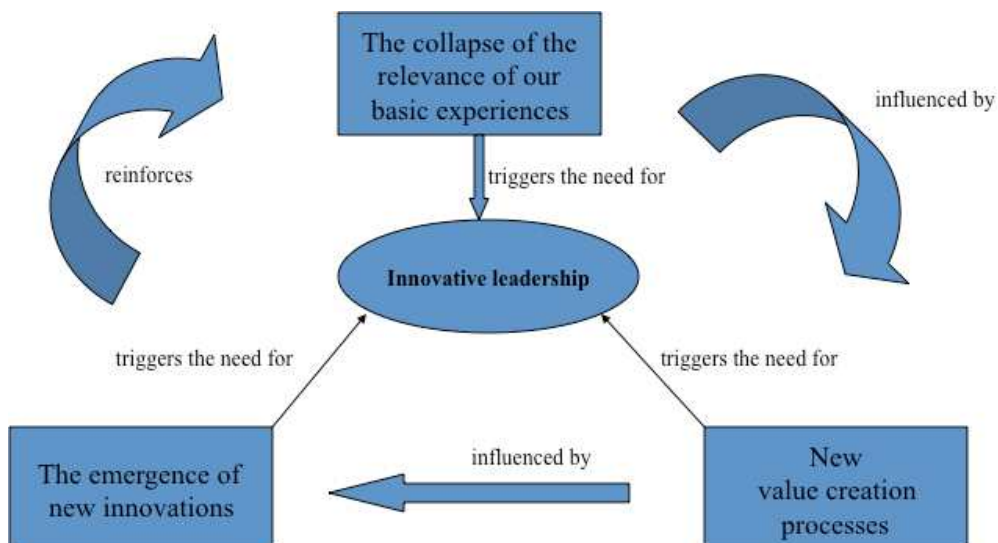 The collapse of the
relevance of our
basic experiences
influenced by
reinforces
triggers the need for
Innovative leadership
triggers the need for
triggers the need for
The emergence of
new innovations
influenced by
New
value creation
processes